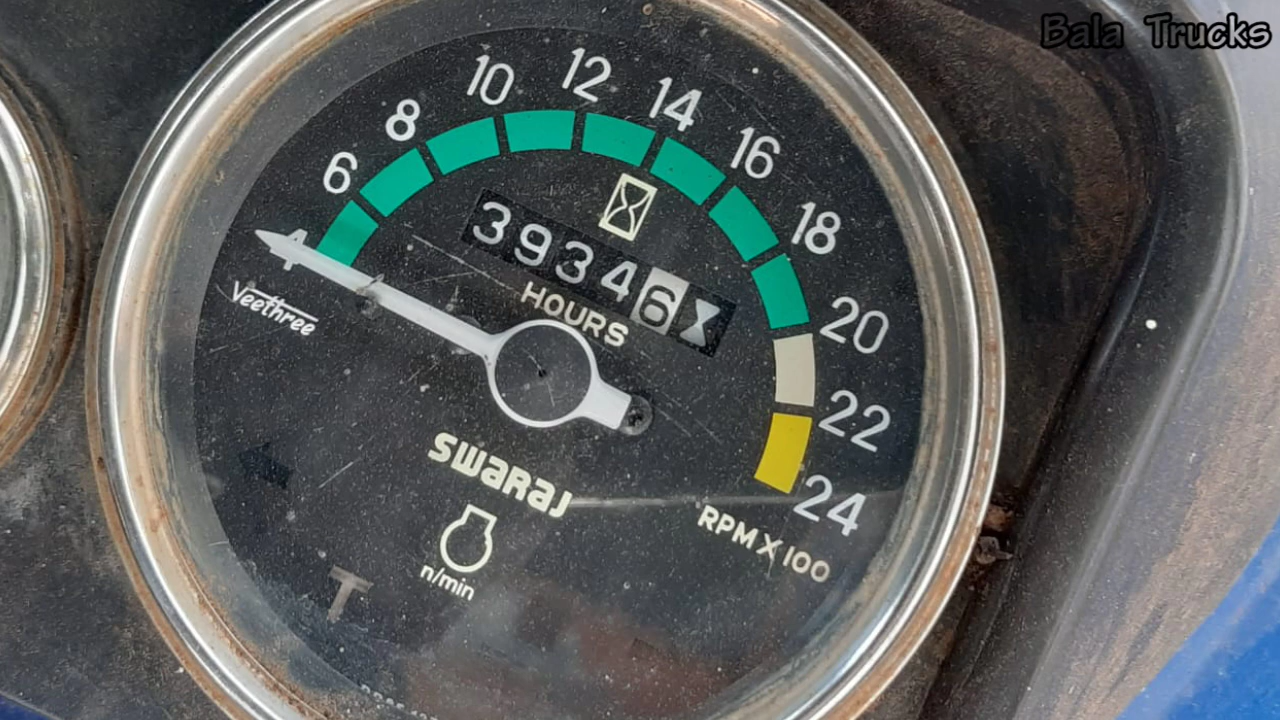 Bala Trucks
4
6
8
10
12
14
16
18
20
22
24
39346
HOURS
Veethree
SWARAJ
n/min
RPM X 100